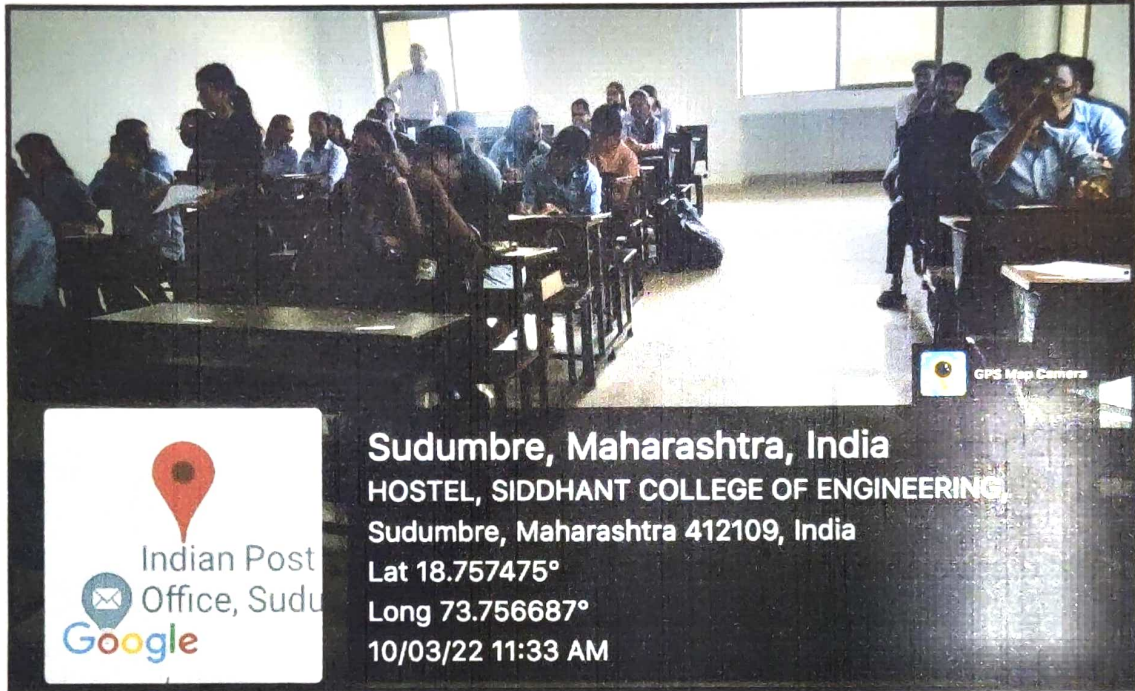 GPS Map Camera
Sudumbre, Maharashtra, India
HOSTEL, SIDDHANT COLLEGE OF ENGINEERING,
Sudumbre, Maharashtra 412109, India
Lat 18.757475°
Long 73.756687°
10/03/22 11:33 AM
Indian Post
Office, Sudu
Google